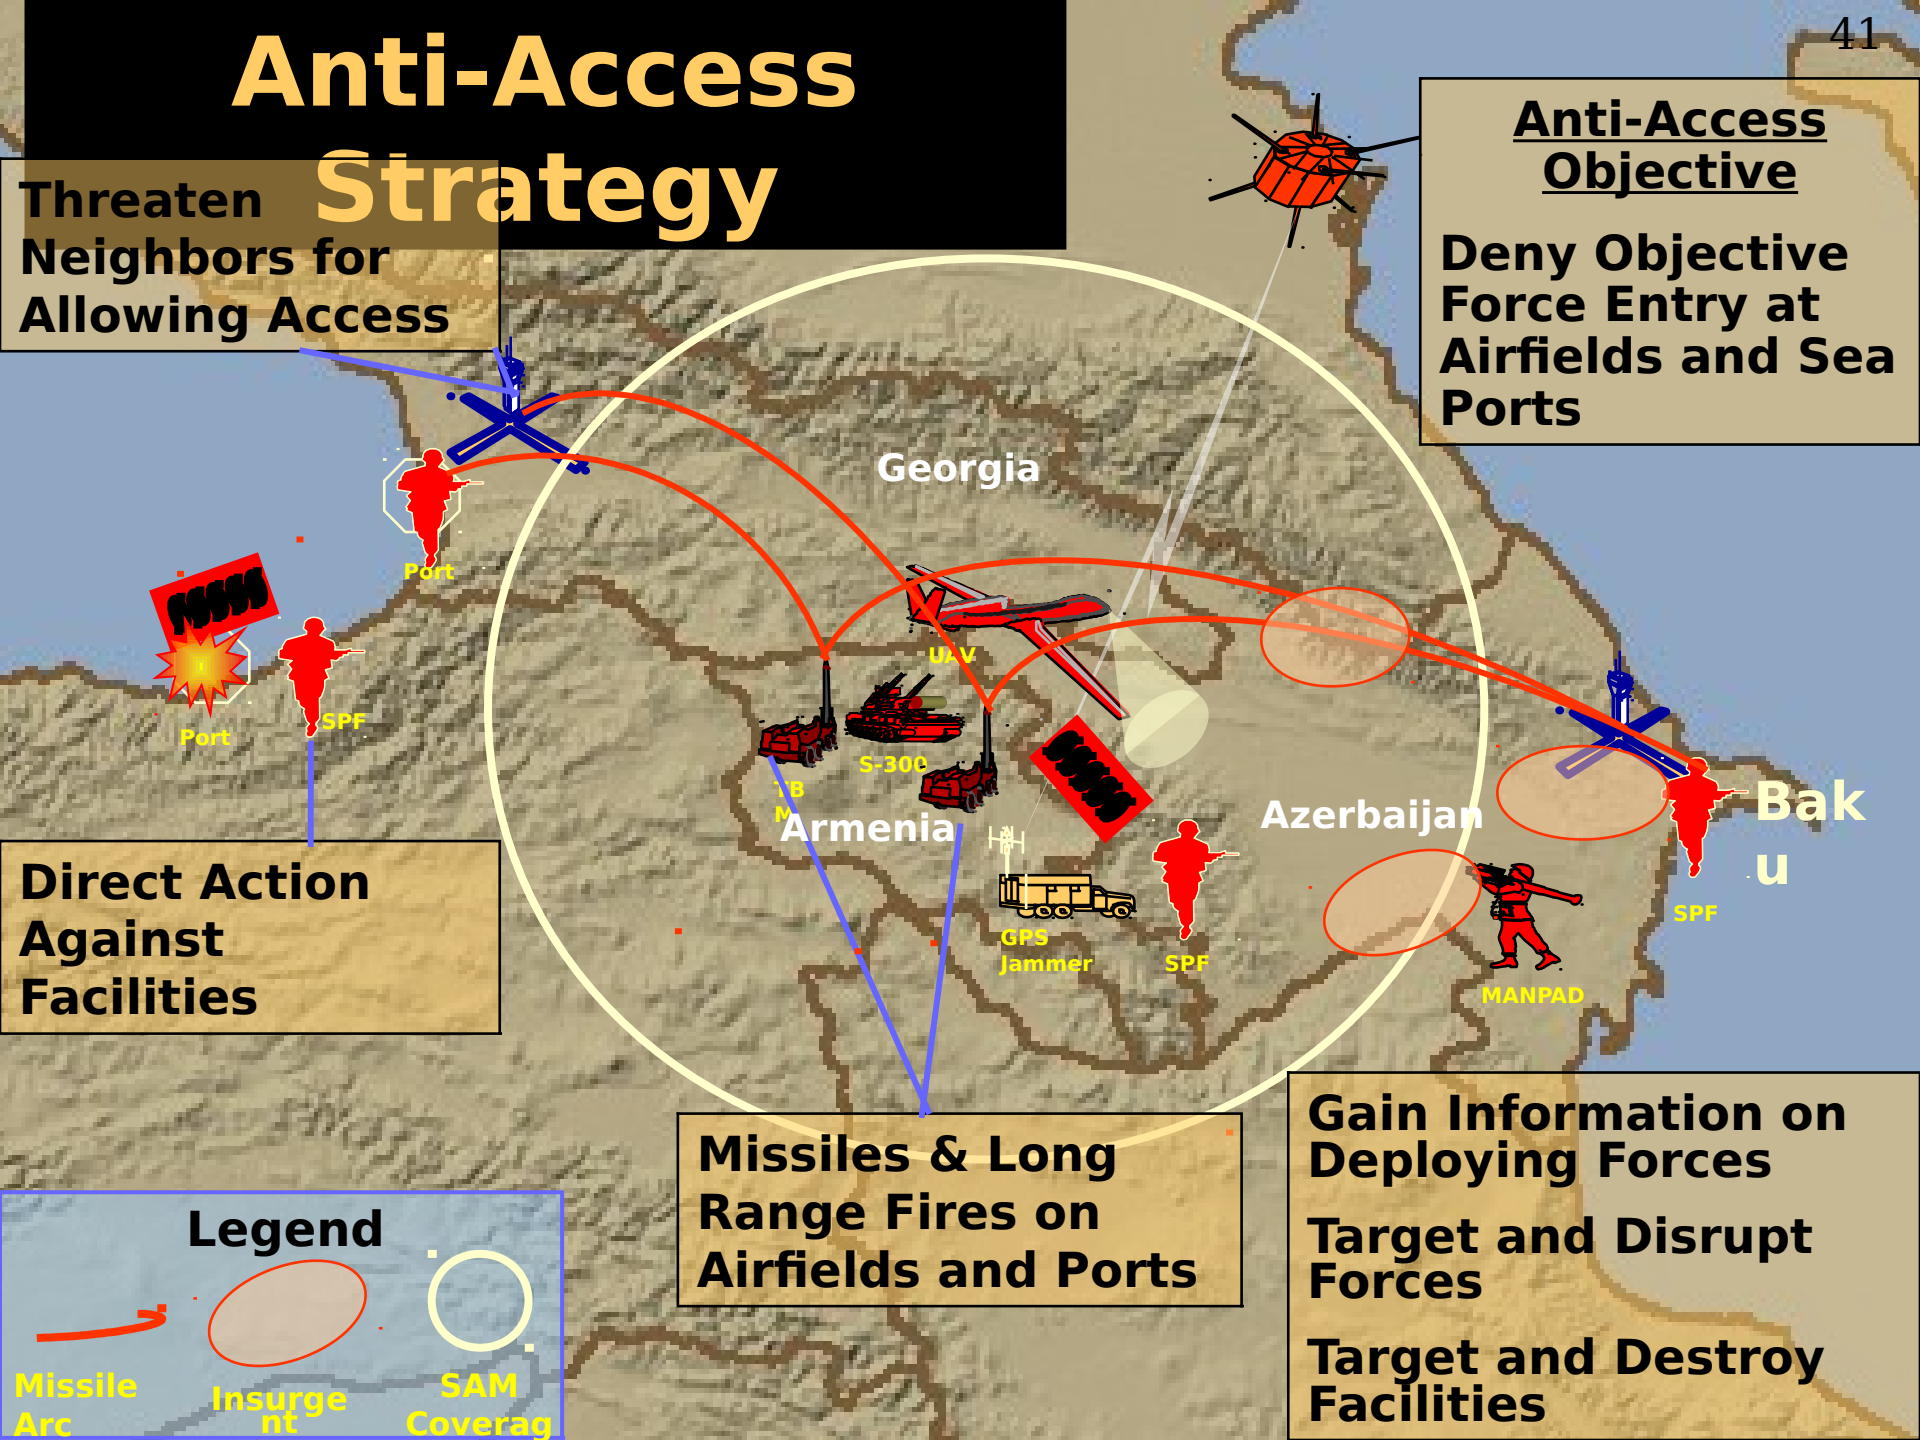 41
Anti-Access
Strategy
Threaten
Neighbors for
Allowing Access
Anti-Access
Objective
Deny Objective
Force Entry at
Airfields and Sea
Ports
Georgia
Port
UAV
Port
SPF
S-300
TB
M
Armenia
Azerbaijan
Bak
u
GPS
Jammer
SPF
SPF
MANPAD
Direct Action
Against
Facilities
Missiles & Long
Range Fires on
Airfields and Ports
Gain Information on
Deploying Forces
Target and Disrupt
Forces
Target and Destroy
Facilities
Legend
Missile
Arc
Insurge
nt
SAM
Coverag